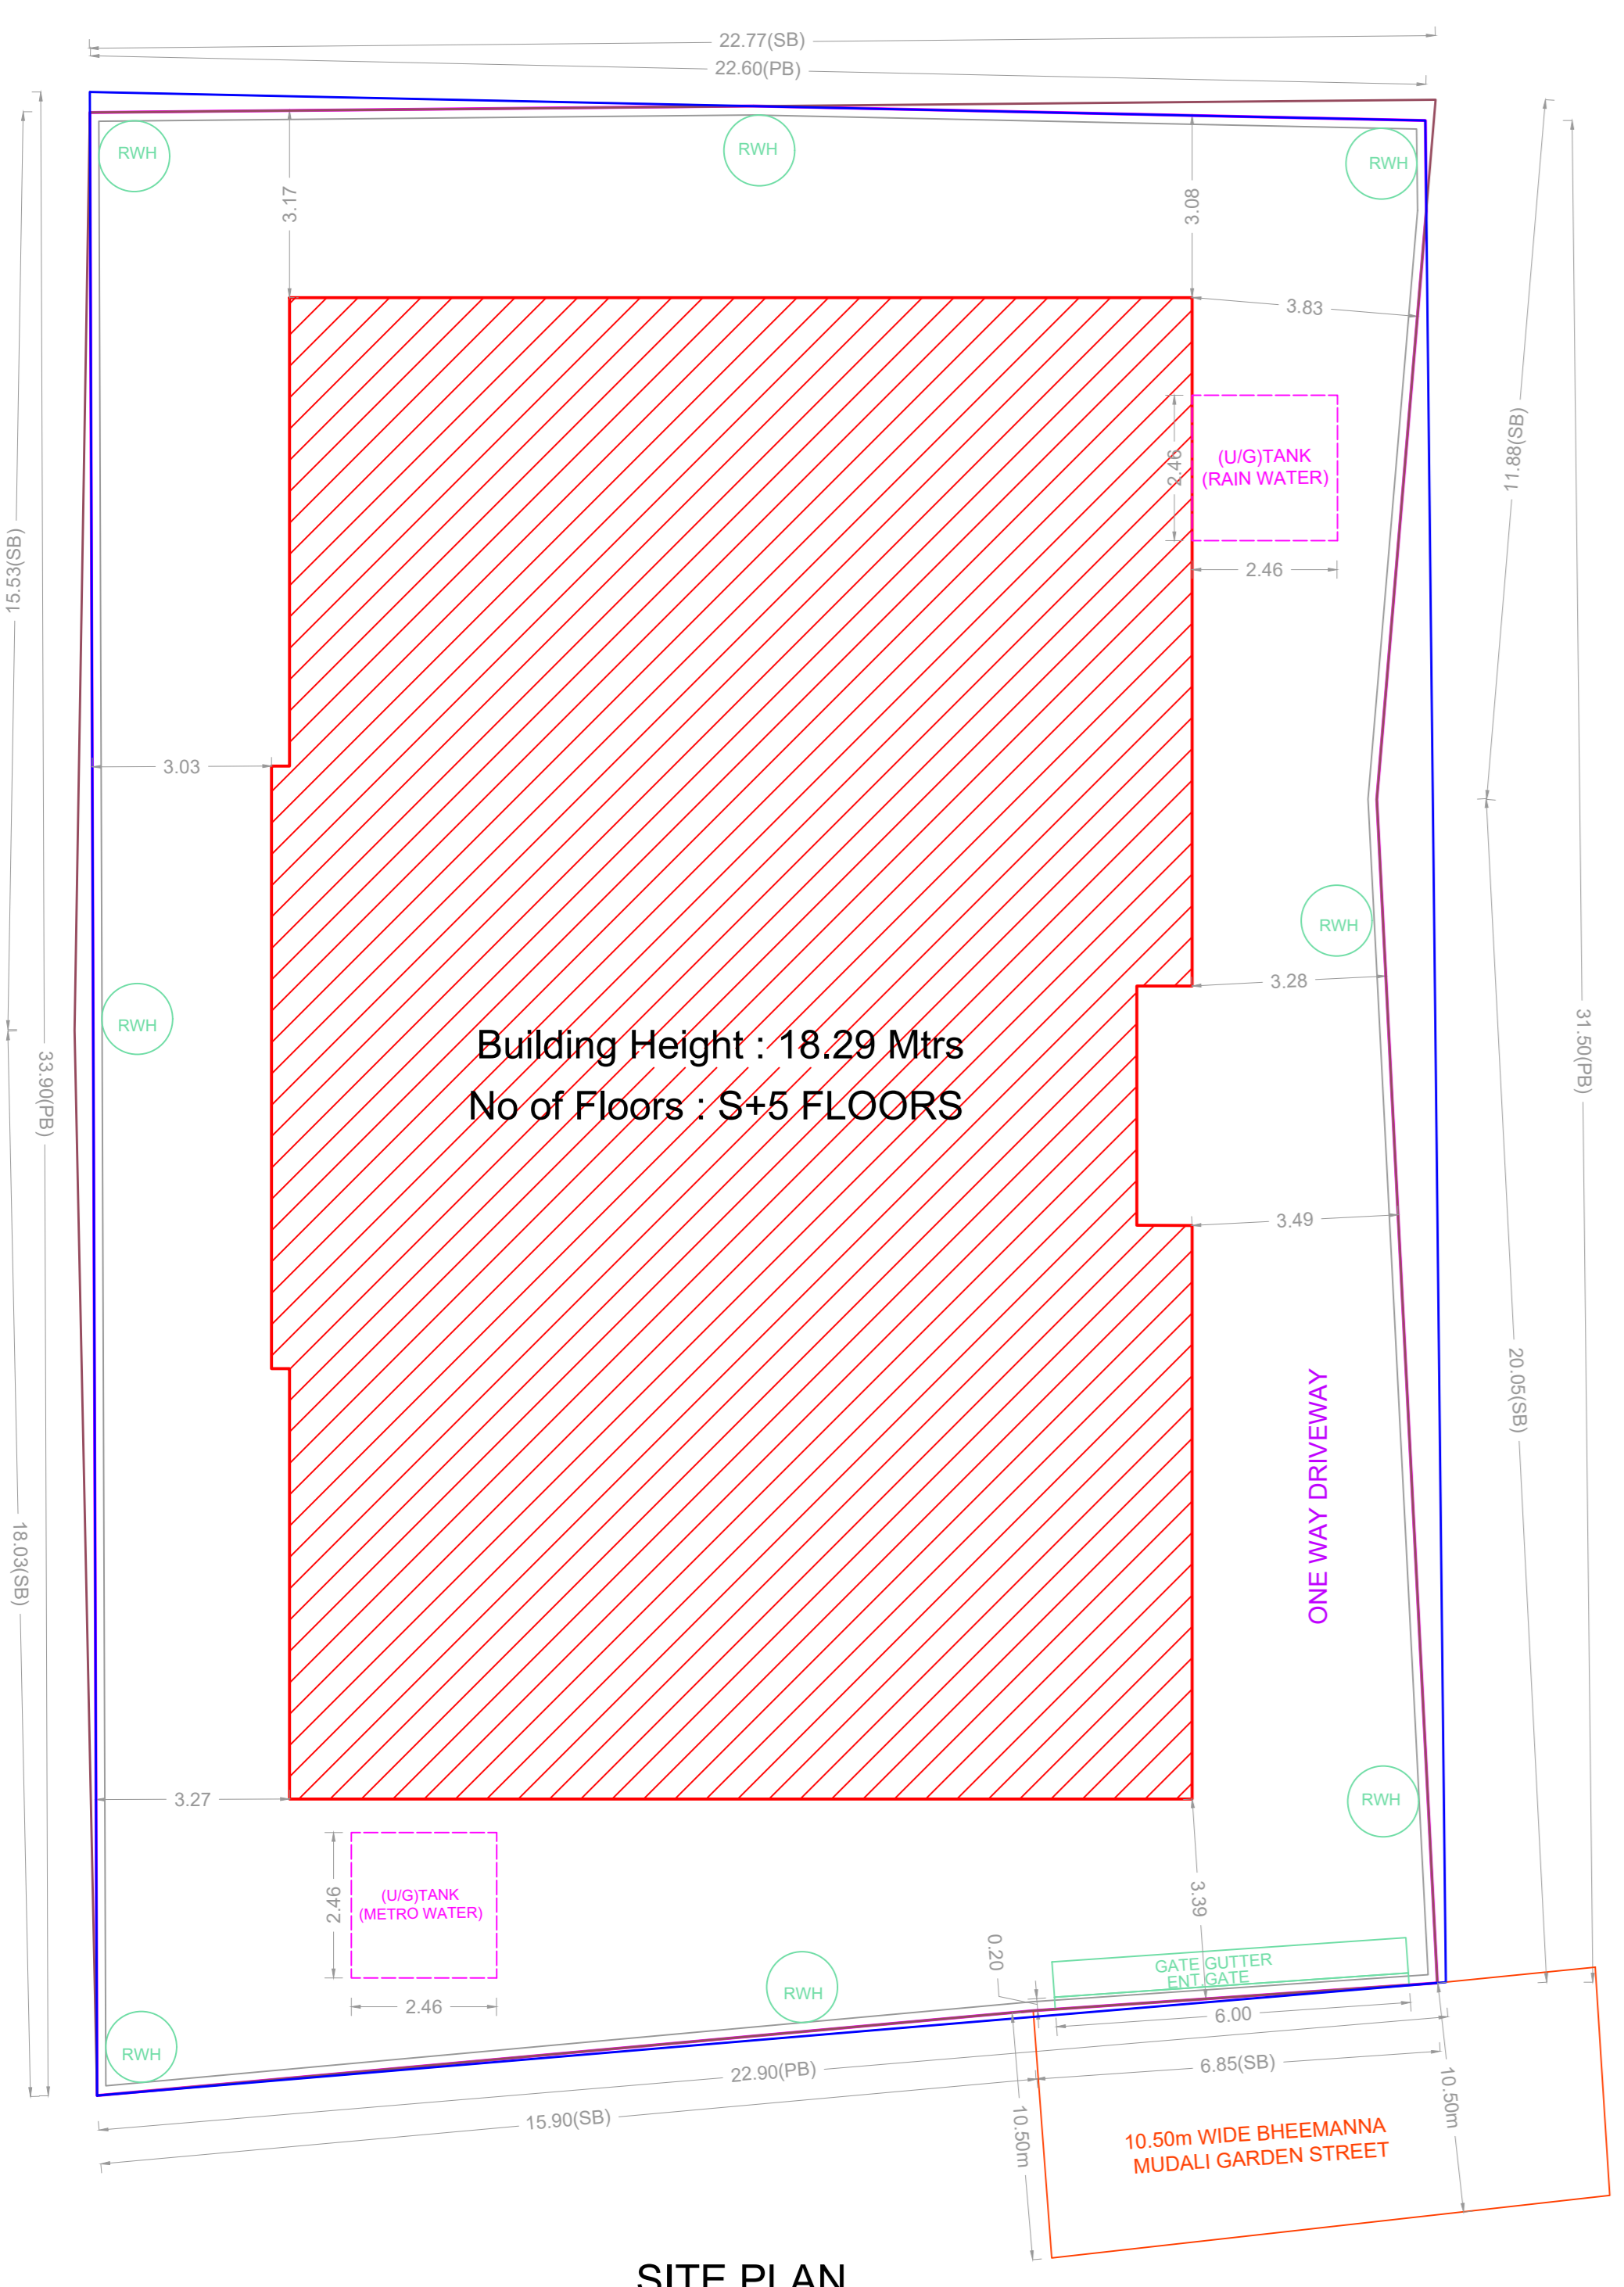 22.77(SB)
22.60(PB)
RWH
RWH
RWH
3.17
3.08
3.83
11.88(SB)
2.46
(U/G)TANK
(RAIN WATER)
2.46
15.53(SB)
3.03
RWH
3.28
RWH
33.90(PB)
31.50(PB)
Building Height : 18.29 Mtrs
No of Floors : S+5 FLOORS
3.49
20.05(SB)
ONE WAY DRIVEWAY
18.03(SB)
3.27
RWH
2.46
(U/G)TANK
(METRO WATER)
3.39
0.20
GATE GUTTER
ENT.GATE
RWH
2.46
6.00
RWH
22.90(PB)
6.85(SB)
15.90(SB)
10.50m
10.50m
10.50m WIDE BHEEMANNA
MUDALI GARDEN STREET
SITE PLAN